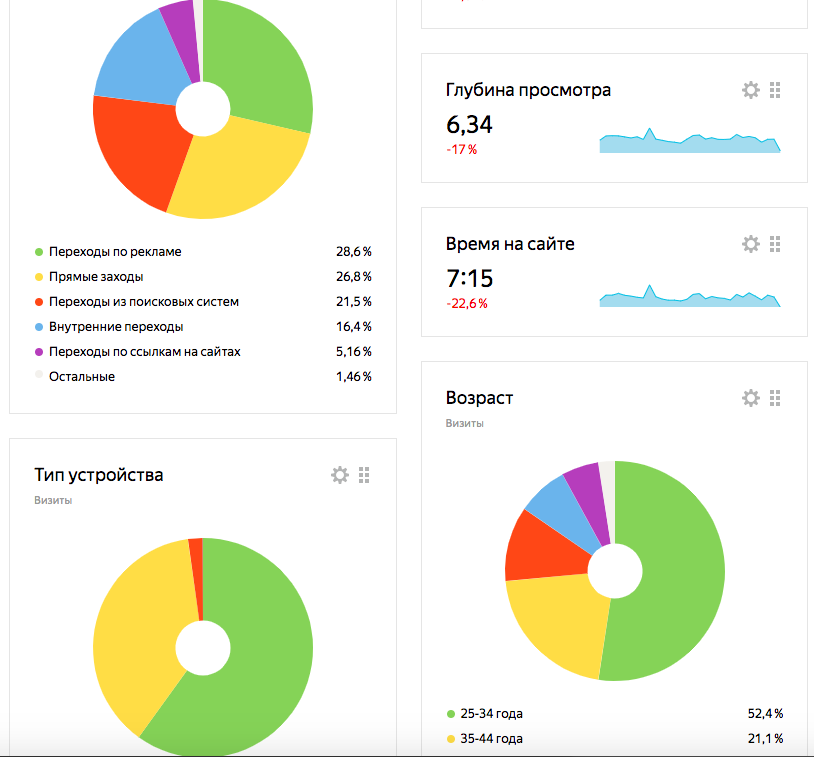 Переходы по рекламе 28,6 %
Прямые заходы 26,8 %
Переходы из поисковых систем 21,5 %
Внутренние переходы 16,4 %
Переходы по ссылкам на сайтах 5,16 %
Остальные 1,46 %
Тип устройства
Визиты
Глубина просмотра
6,34
-17 %
Время на сайте
7:15
-22,6 %
Возраст
Визиты
25-34 года 52,4 %
35-44 года 21,1 %